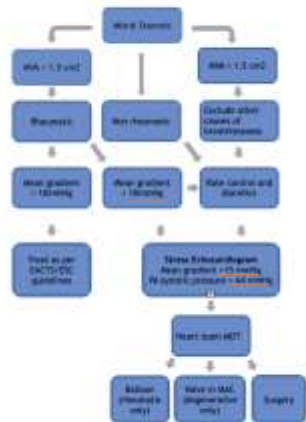 Mitral Stenosis
MVA < 1.5 cm2
MVA > 1.5 cm2
Rheumatic
Non rheumatic
Exclude other
causes of
breathlessness
Mean gradient
10mmHg
Mean gradient
10mmHg
Rate control and
diuretics
Treat as per
EACTS/ESC
guidelines
Stress Echocardiogram
Mean gradient >15 mmHg
PA systolic pressure > 60 mmHg
Heart team MDT
Balloon
(rheumatic
only)
Valve in MAC
(degenerative
only)
Surgery